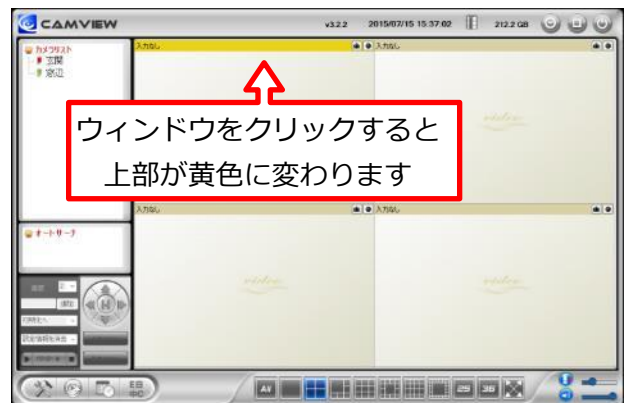 CAMVIEW
v3.2.2 2015/07/15 15:37:02 212.2 GB
カメラリスト
玄関
窓辺
入力なし
入力なし
ウィンドウをクリックすると
上部が黄色に変わります
入力なし
入力なし
オートサーチ
All
25
36